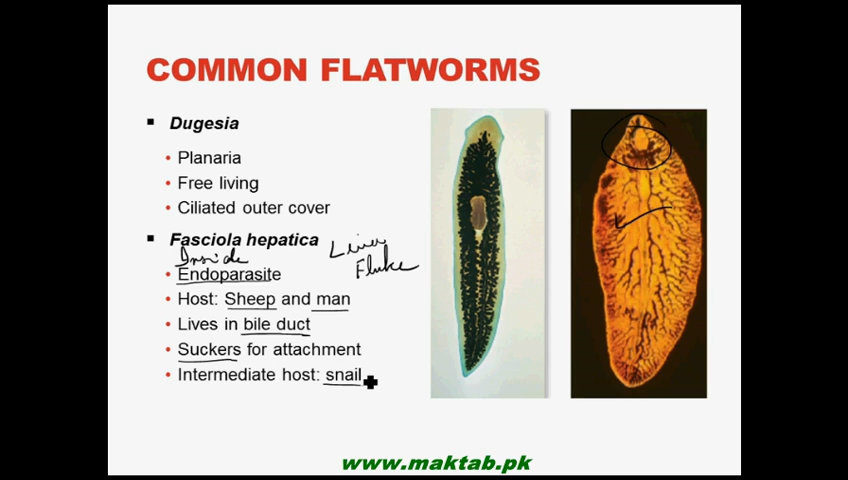 COMMON FLATWORMS
▪ Dugesia
• Planaria
• Free living
• Ciliated outer cover
▪ Fasciola hepatica
Liver
Fluke
Inside
• Endoparasite
• Host: Sheep and man
• Lives in bile duct
• Suckers for attachment
• Intermediate host: snail
www.maktab.pk